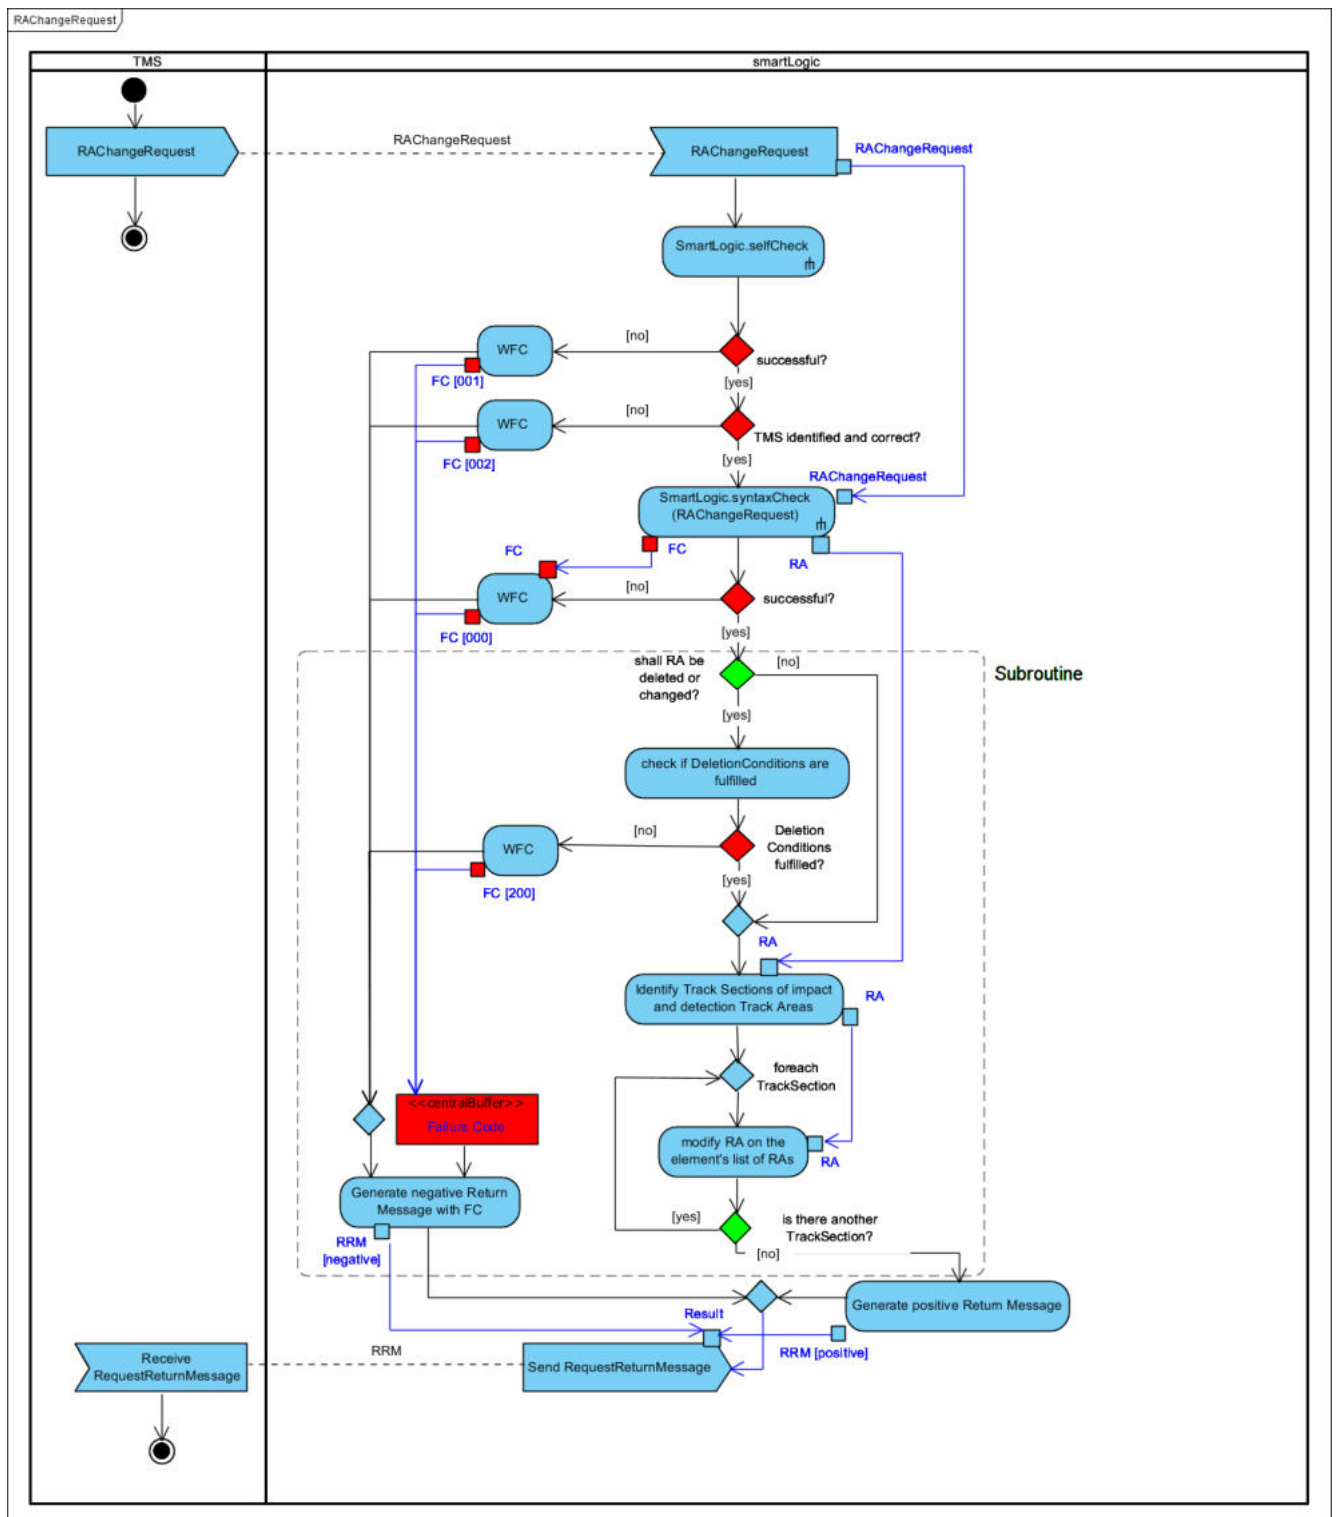 RAChangeRequest
TMS
smartLogic
RAChangeRequest
RAChangeRequest
RAChangeRequest
RAChangeRequest
SmartLogic.selfCheck
[no]
WFC
successful?
FC [001]
[yes]
[no]
WFC
TMS identified and correct?
FC [002]
[yes]
RAChangeRequest
SmartLogic.syntaxCheck
(RAChangeRequest)
FC
FC
RA
[no]
WFC
successful?
FC [000]
[yes]
shall RA be
deleted or
changed?
[no]
Subroutine
[yes]
check if DeletionConditions are
fulfilled
[no]
Deletion
Conditions
fulfilled?
WFC
[yes]
FC [200]
RA
Identify Track Sections of impact
and detection Track Areas
RA
foreach
TrackSection
<<centralBuffer>>
Failure Code
modify RA on the
element's list of RAs
RA
Generate negative Return
Message with FC
[yes]
is there another
TrackSection?
RRM
[negative]
[no]
Generate positive Return Message
Result
RRM [positive]
Receive
RequestReturnMessage
RRM
Send RequestReturnMessage